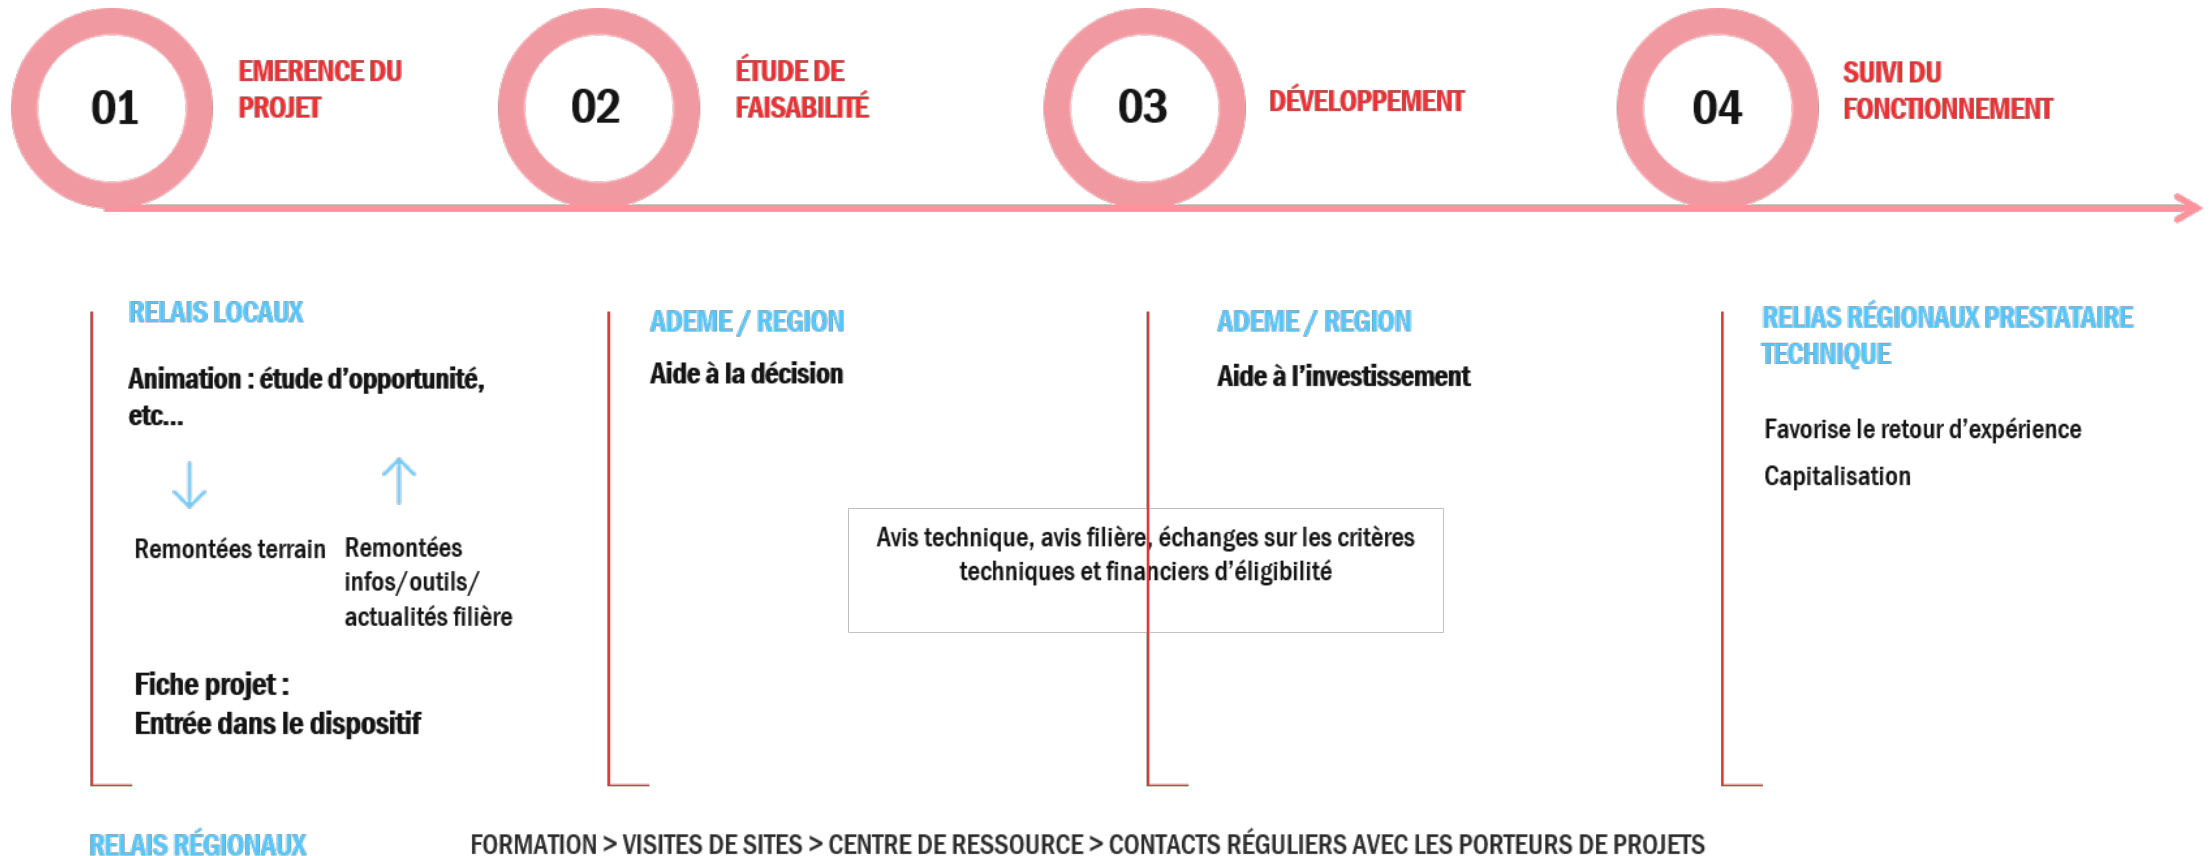 01
EMERENCE DU
PROJET
02
ÉTUDE DE
FAISABILITÉ
03
DÉVELOPPEMENT
04
SUIVI DU
FONCTIONNEMENT
RELAIS LOCAUX
Animation : étude d’opportunité,
etc...
Remontées terrain
Remontées
infos/outils/
actualités filière
Fiche projet :
Entrée dans le dispositif
ADEME / REGION
Aide à la décision
ADEME / REGION
Aide à l’investissement
Avis technique, avis filière, échanges sur les critères
techniques et financiers d’éligibilité
RELIAS RÉGIONAUX PRESTATAIRE
TECHNIQUE
Favorise le retour d’expérience
Capitalisation
RELAIS RÉGIONAUX
FORMATION > VISITES DE SITES > CENTRE DE RESSOURCE > CONTACTS RÉGULIERS AVEC LES PORTEURS DE PROJETS